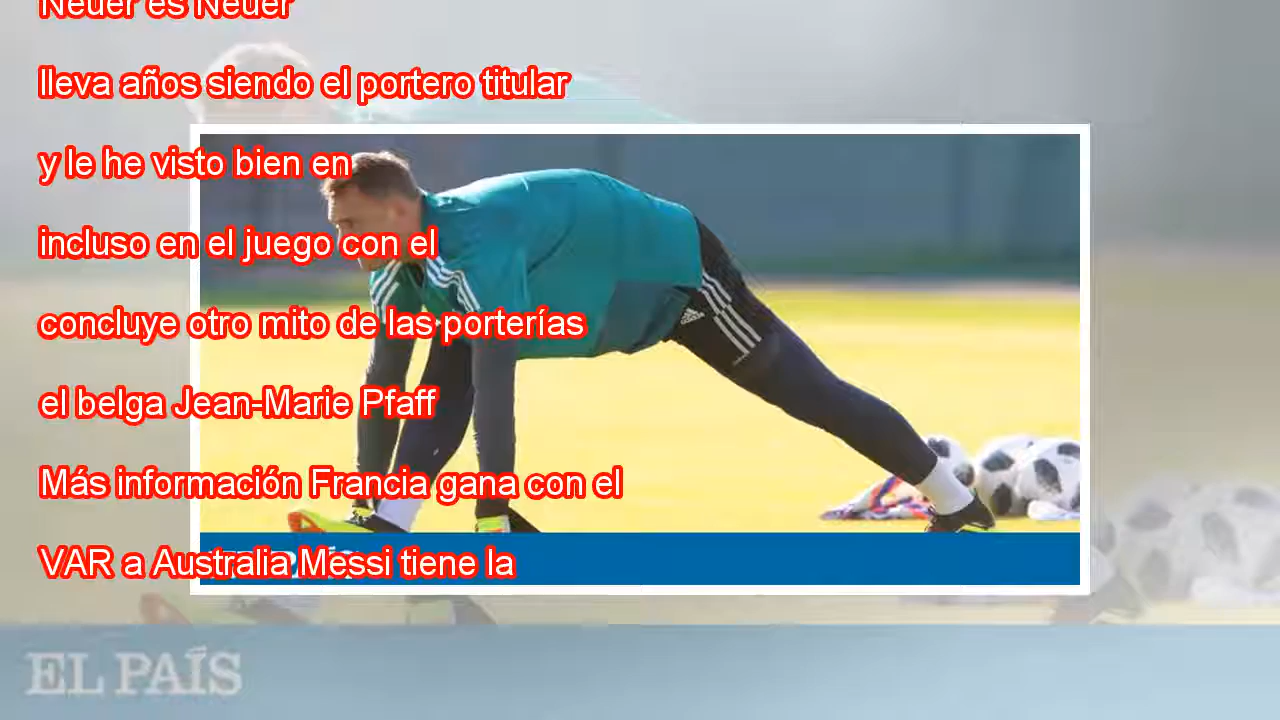 Neuer es Neuer
lleva años siendo el portero titular
y le he visto bien en
incluso en el juego con el
concluye otro mito de las porterías
el belga Jean-Marie Pfaff
Más información Francia gana con el
VAR a Australia Messi tiene la
EL PAÍS